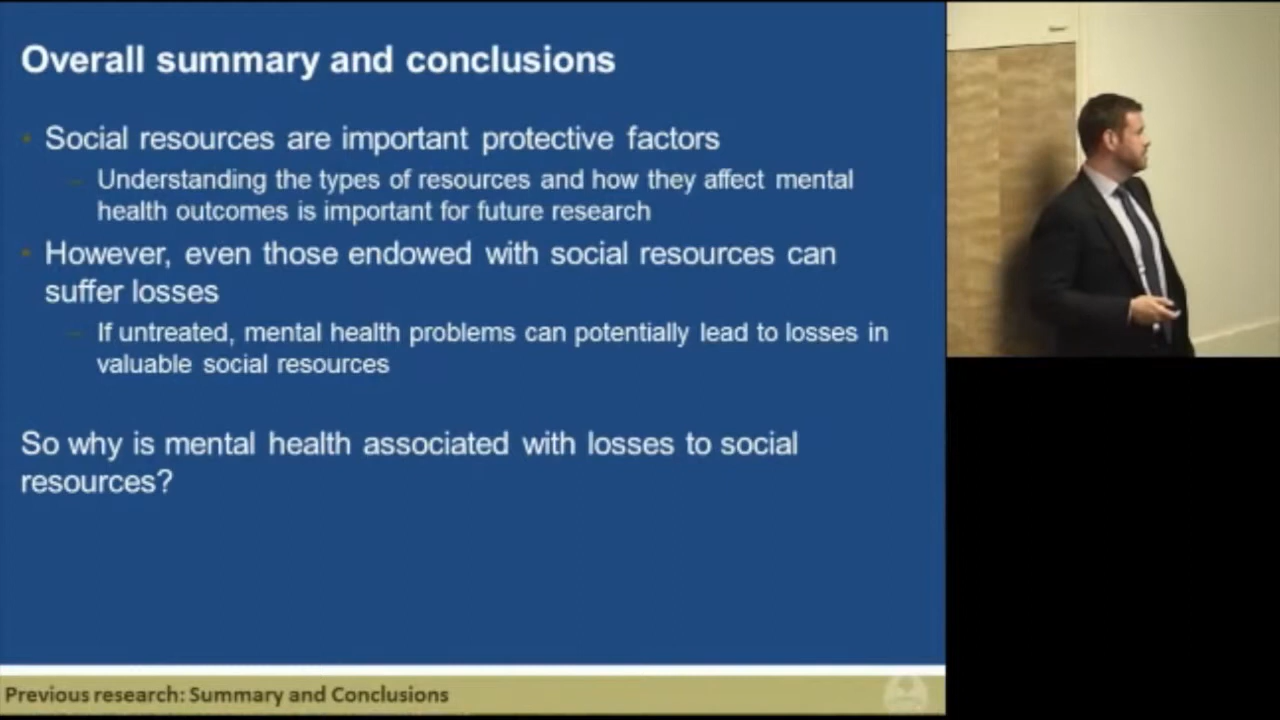 Overall summary and conclusions
• Social resources are important protective factors
– Understanding the types of resources and how they affect mental
health outcomes is important for future research
• However, even those endowed with social resources can
suffer losses
– If untreated, mental health problems can potentially lead to losses in
valuable social resources
So why is mental health associated with losses to social
resources?
Previous research: Summary and Conclusions